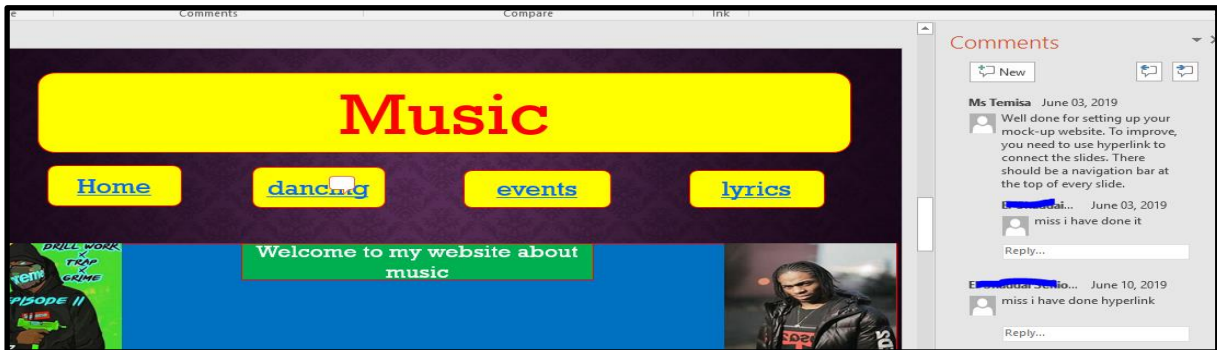 Comments
Compare
Ink
Music
Home
events
lyrics
DRILL WORK
X
TRAP
X
GRIME
EPISODE II
Welcome to my website about
music
Comments
New
Ms Temisa June 03, 2019
Well done for setting up your
mock-up website. To improve,
you need to use hyperlink to
connect the slides. There
should be a navigation bar at
the top of every slide.
June 03, 2019
miss i have done it
Reply...
June 10, 2019
miss i have done hyperlink
Reply...